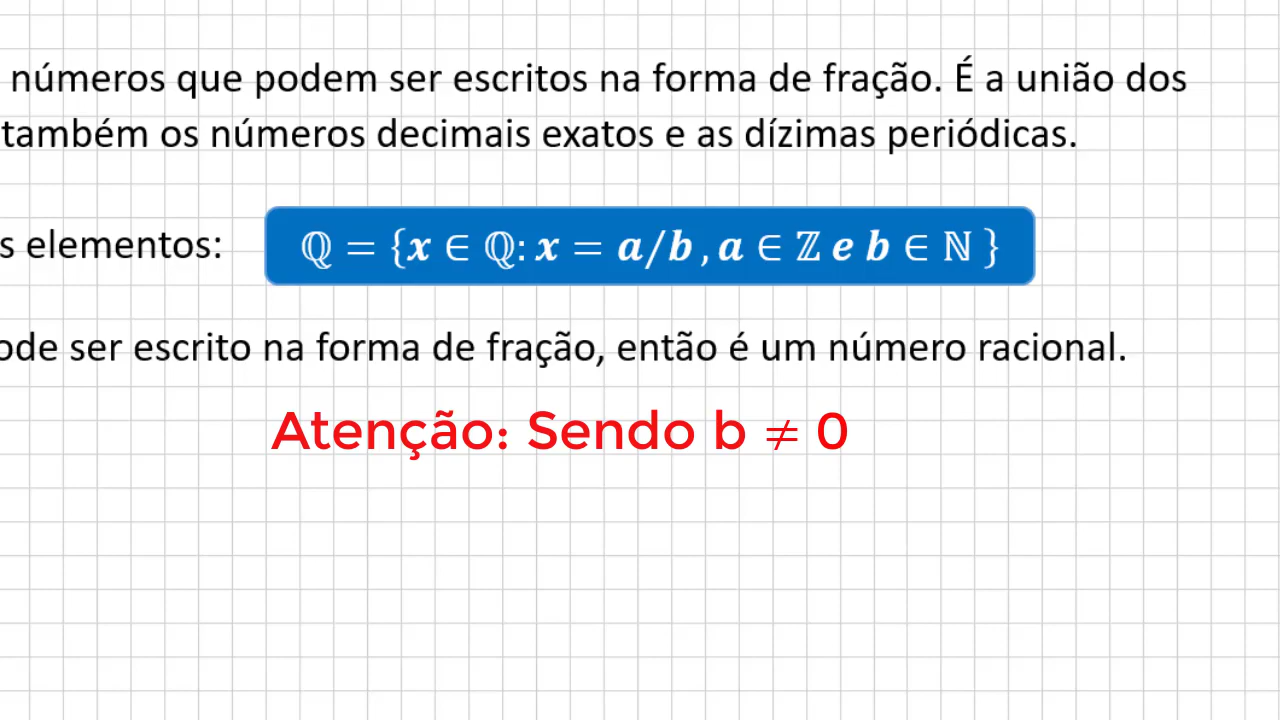 números que podem ser escritos na forma de fração. É a união dos
também os números decimais exatos e as dízimas periódicas.
s elementos:
ℚ = {x ∈ ℚ: x = a/b , a ∈ ℤ e b ∈ ℕ }
ode ser escrito na forma de fração, então é um número racional.
Atenção: Sendo b ≠ 0